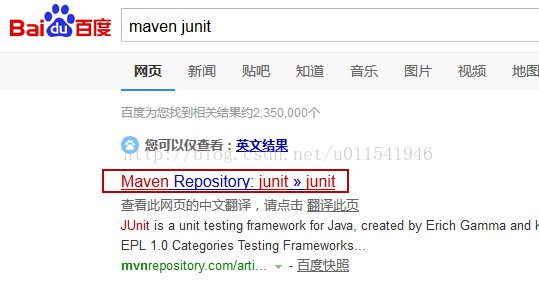 Bai du 百度
maven junit
网页 新闻 贴吧 知道 音乐 图片 视频 地图
百度为您找到相关结果约2,350,000个
您可以仅查看：英文结果
http://blog.csdn.net/u011541946
Maven Repository: junit » junit
查看此网页的中文翻译，请点击 翻译此页
JUnit is a unit testing framework for Java, created by Erich Gamma and K
EPL 1.0 Categories Testing Frameworks...
mvnrepository.com/arti... - 百度快照